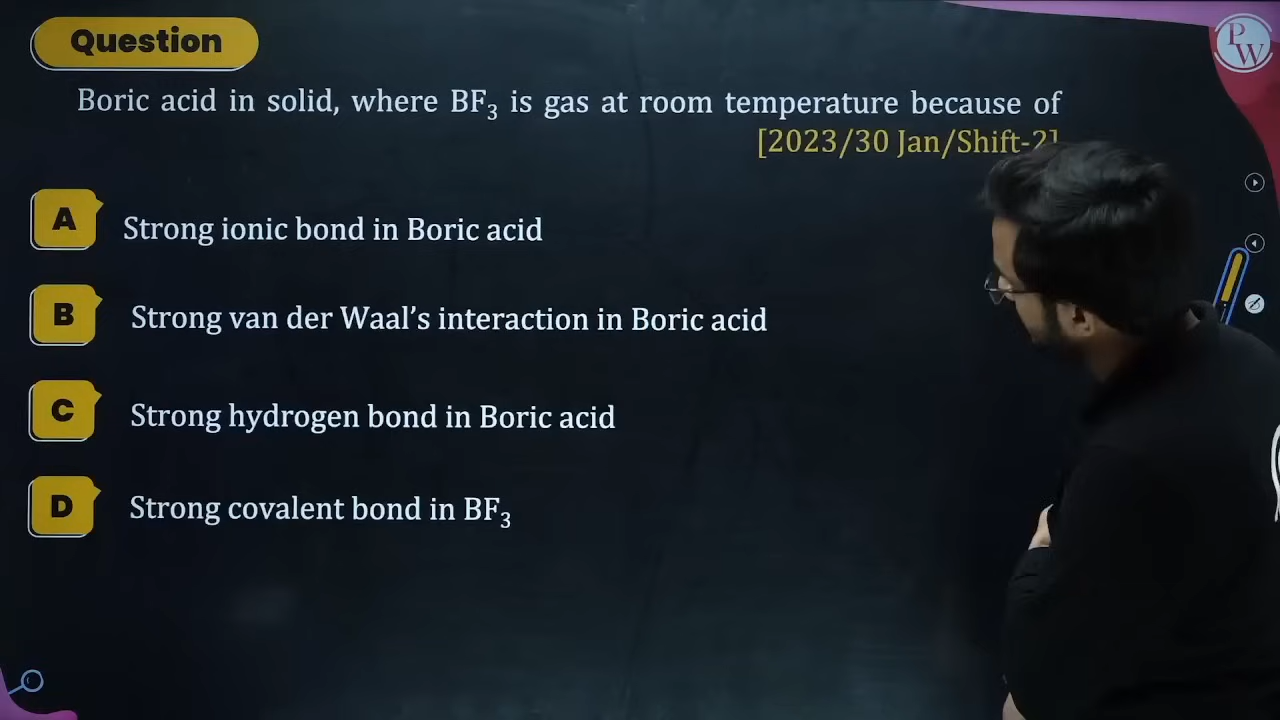 Question
PW
Boric acid in solid, where BF₃ is gas at room temperature because of
[2023/30 Jan/Shift-2]
A Strong ionic bond in Boric acid
B Strong van der Waal’s interaction in Boric acid
C Strong hydrogen bond in Boric acid
D Strong covalent bond in BF₃